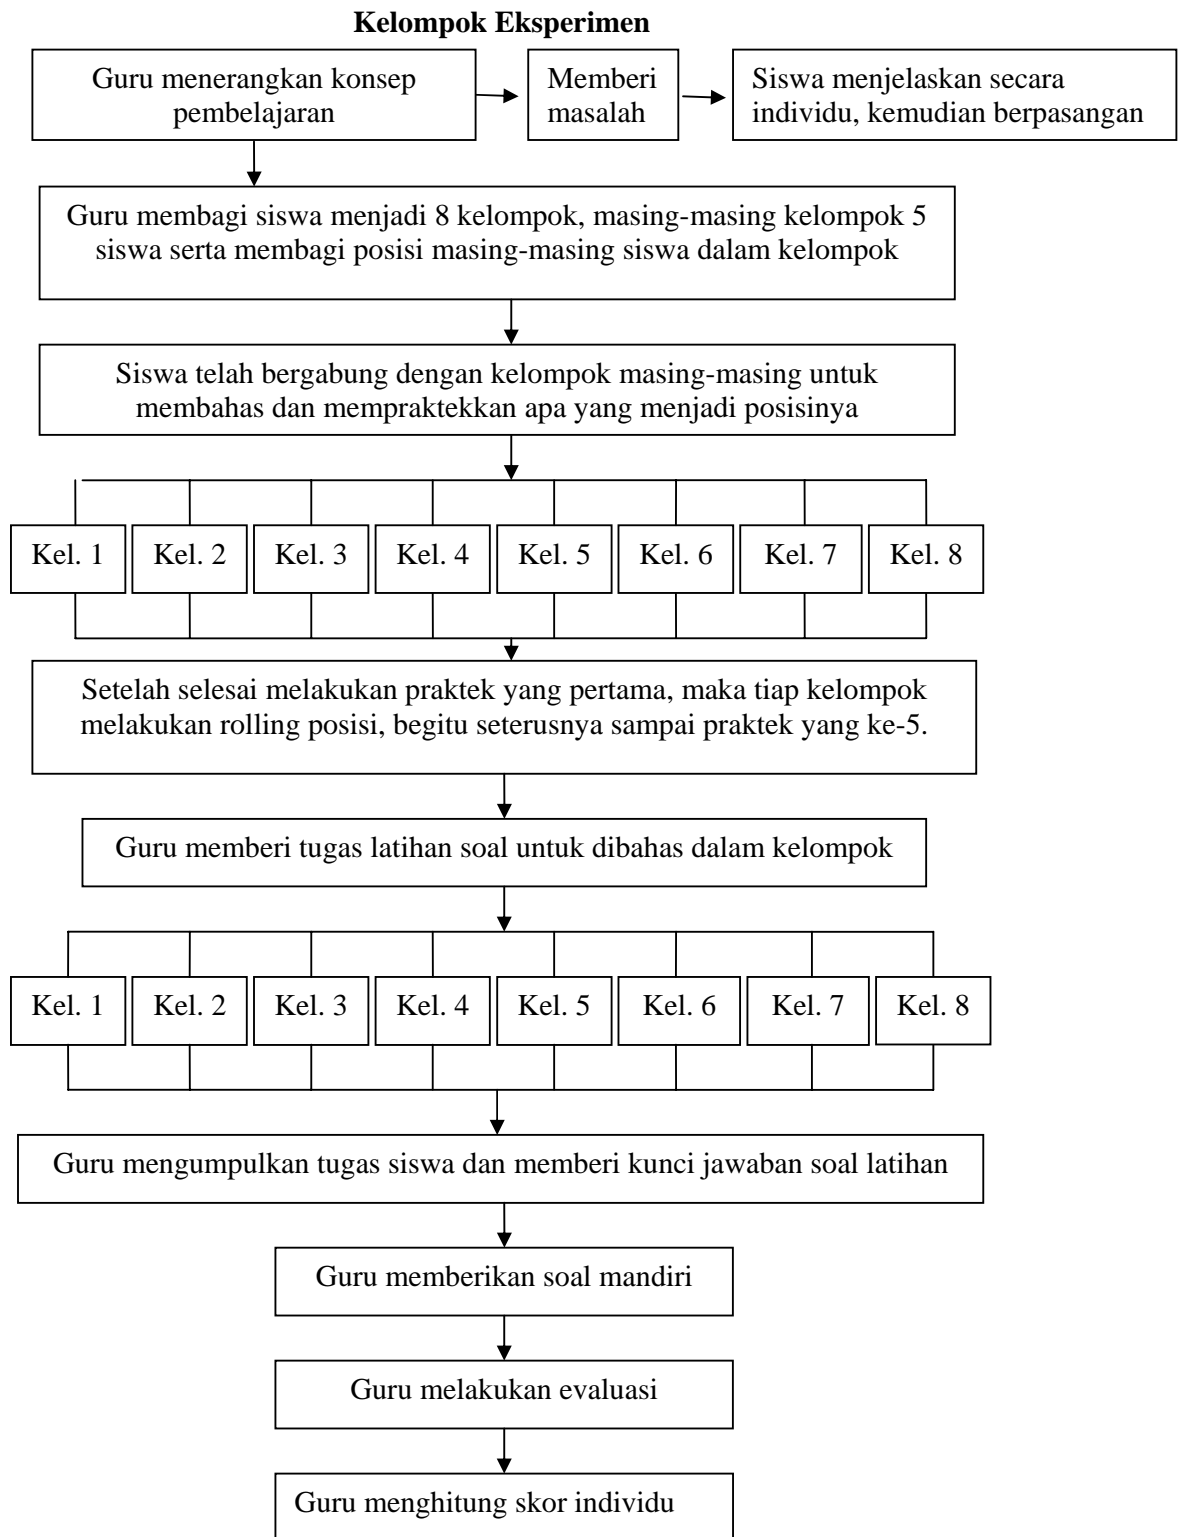 Kelompok Eksperimen
Guru menerangkan konsep
pembelajaran
Memberi
masalah
Siswa menjelaskan secara
individu, kemudian berpasangan
Guru membagi siswa menjadi 8 kelompok, masing-masing kelompok 5
siswa serta membagi posisi masing-masing siswa dalam kelompok
Siswa telah bergabung dengan kelompok masing-masing untuk
membahas dan mempraktekkan apa yang menjadi posisinya
Kel. 1
Kel. 2
Kel. 3
Kel. 4
Kel. 5
Kel. 6
Kel. 7
Kel. 8
Setelah selesai melakukan praktek yang pertama, maka tiap kelompok
melakukan rolling posisi, begitu seterusnya sampai praktek yang ke-5.
Guru memberi tugas latihan soal untuk dibahas dalam kelompok
Kel. 1
Kel. 2
Kel. 3
Kel. 4
Kel. 5
Kel. 6
Kel. 7
Kel. 8
Guru mengumpulkan tugas siswa dan memberi kunci jawaban soal latihan
Guru memberikan soal mandiri
Guru melakukan evaluasi
Guru menghitung skor individu